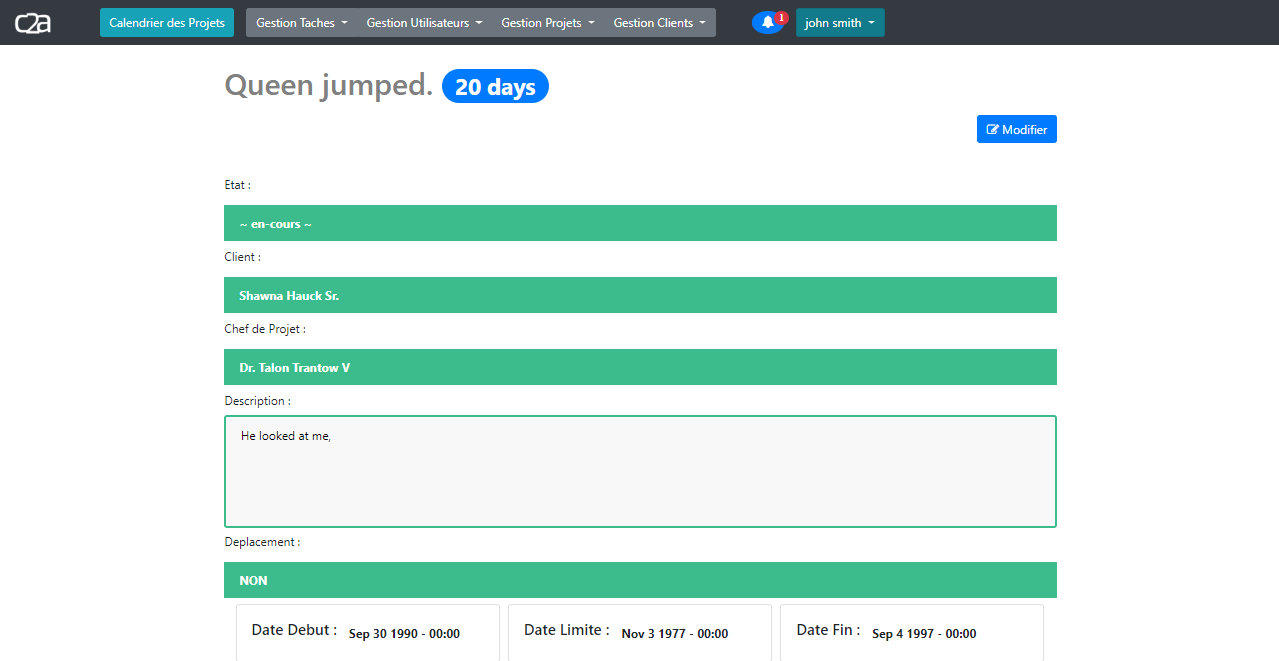 c2a Calendrier des Projets Gestion Taches Gestion Utilisateurs Gestion Projets Gestion Clients 1 john smith
Queen jumped. 20 days
Modifier
Etat :
~ en-cours ~
Client :
Shawna Hauck Sr.
Chef de Projet :
Dr. Talon Trantow V
Description :
He looked at me,
Deplacement :
NON
Date Debut : Sep 30 1990 - 00:00 Date Limite : Nov 3 1977 - 00:00 Date Fin : Sep 4 1997 - 00:00